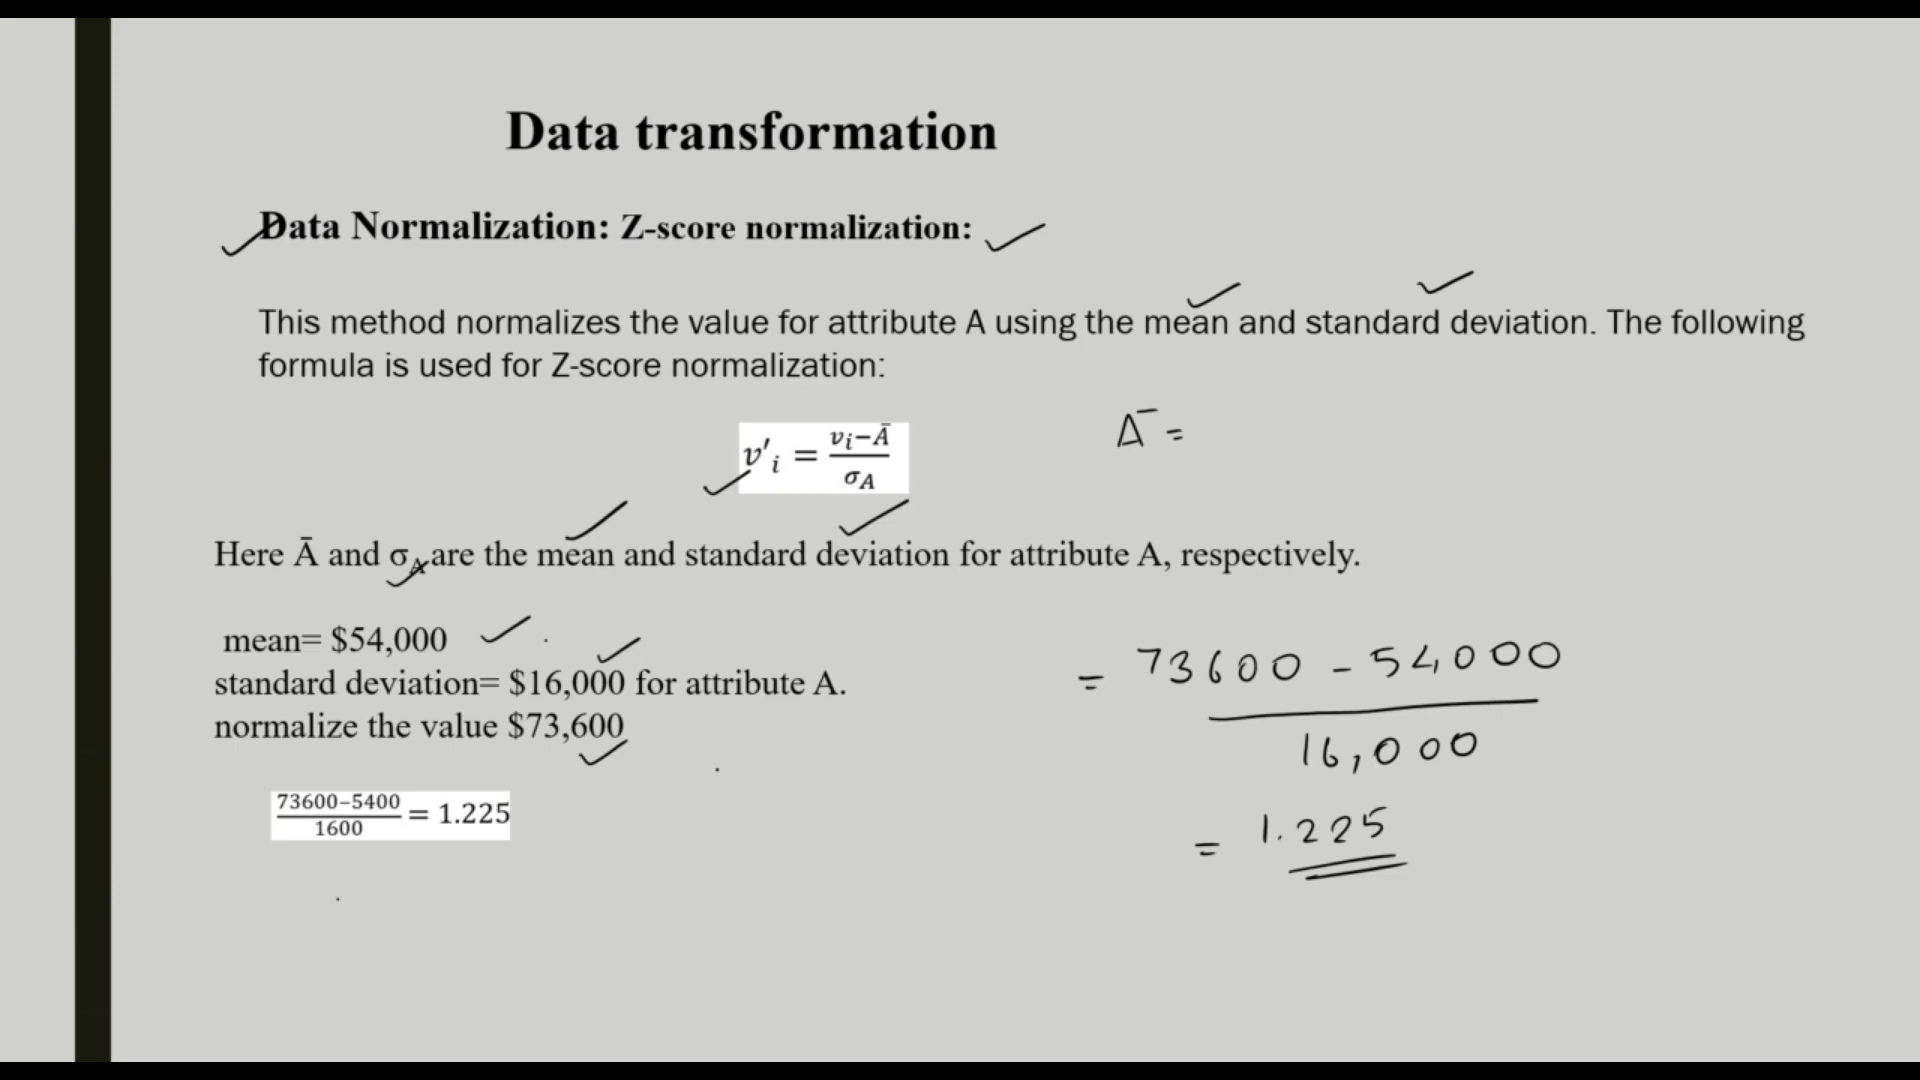 Data transformation
Data Normalization: Z-score normalization:
This method normalizes the value for attribute A using the mean and standard deviation. The following
formula is used for Z-score normalization:
v'ᵢ = (vᵢ−Ā)/σ_A
Ā =
Here Ā and σ_A are the mean and standard deviation for attribute A, respectively.
mean= $54,000
standard deviation= $16,000 for attribute A.
normalize the value $73,600
73600−5400
1600
= 1.225
= 73600 - 54,000
16,000
= 1.225